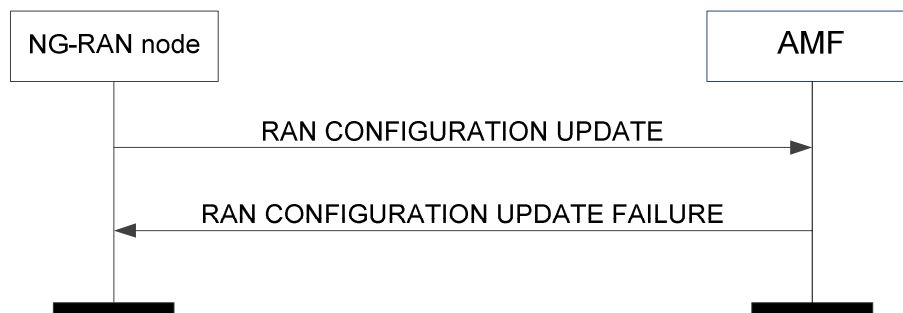 NG-RAN node
AMF
RAN CONFIGURATION UPDATE
RAN CONFIGURATION UPDATE FAILURE